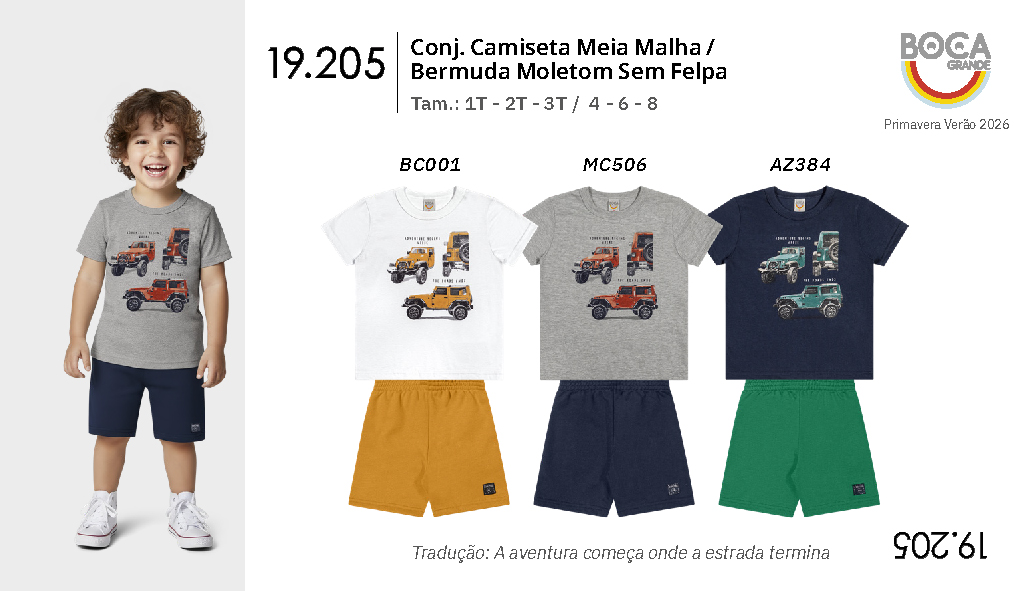 19.205
Conj. Camiseta Meia Malha /
Bermuda Moletom Sem Felpa
Tam.: 1T - 2T - 3T / 4 - 6 - 8
BOCA
GRANDE
Primavera Verão 2026
BC001
MC506
AZ384
Tradução: A aventura começa onde a estrada termina
19.205